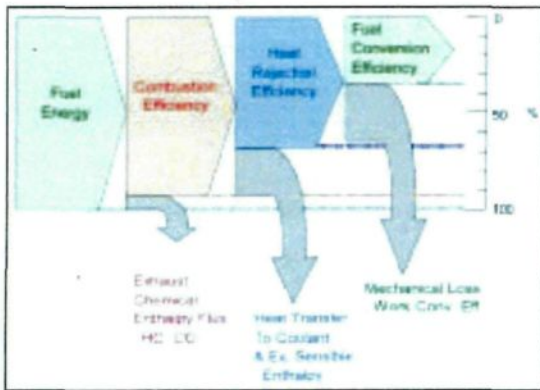 Fuel
Energy
Combustion
Efficiency
Heat
Rejection
Efficiency
Fuel
Conversion
Efficiency
0
50
100
%
Exhaust
Chemical
Enthalpy Flux
HC, CO
Heat Transfer
To Coolant
& Ex. Sensible
Enthalpy
Mechanical Loss
Work Conv. Eff